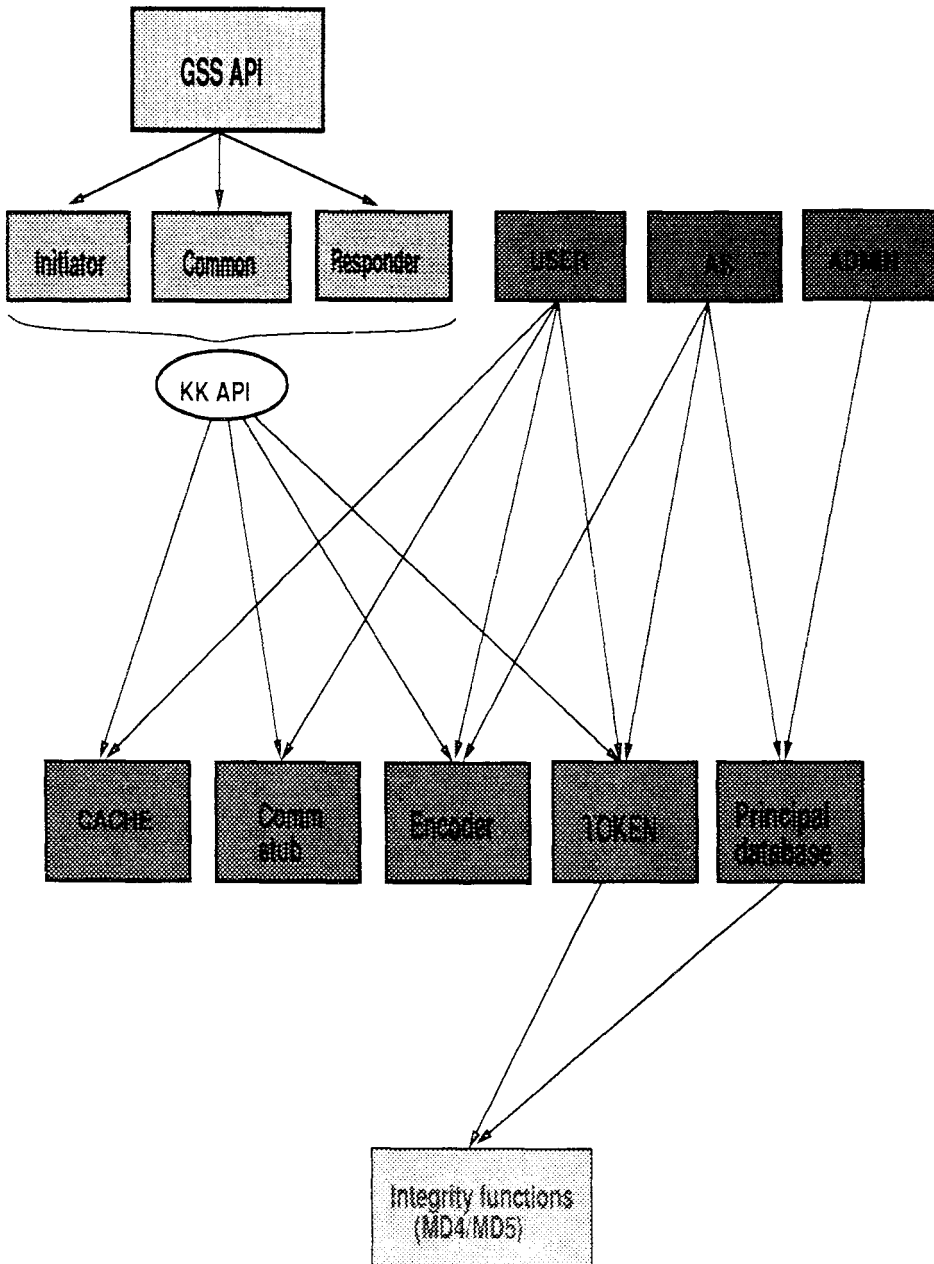 GSS API
Initiator
Common
Responder
USER
AS
ADMIN
KK API
CACHE
Comm
stub
Encoder
TOKEN
Principal
database
Integrity functions
(MD4/MD5)